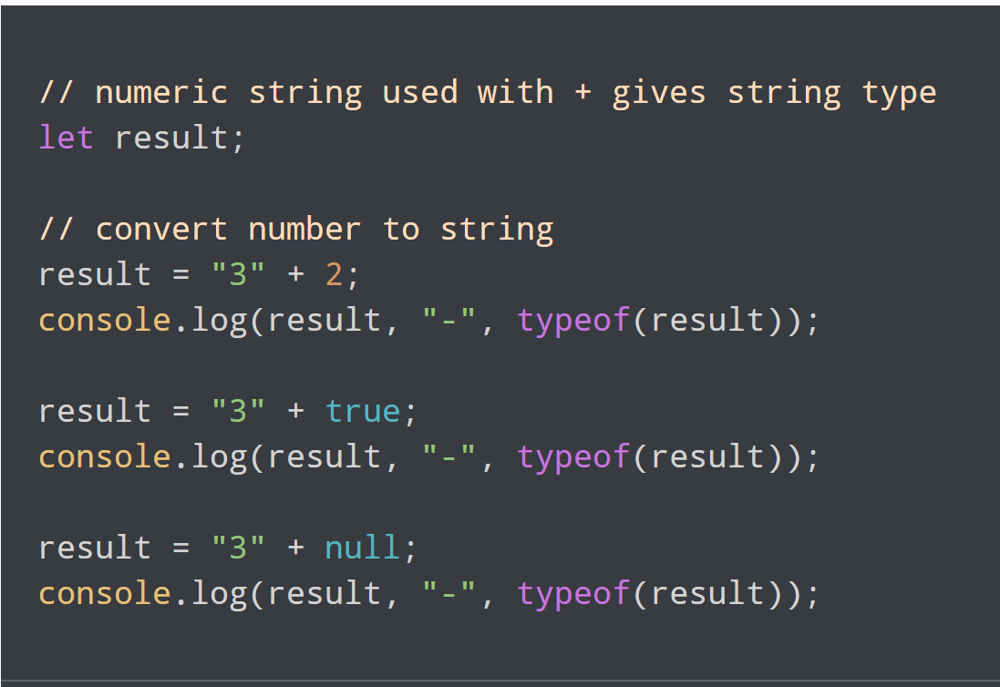 // numeric string used with + gives string type
let result;
// convert number to string
result = "3" + 2;
console.log(result, "-", typeof(result));
result = "3" + true;
console.log(result, "-", typeof(result));
result = "3" + null;
console.log(result, "-", typeof(result));